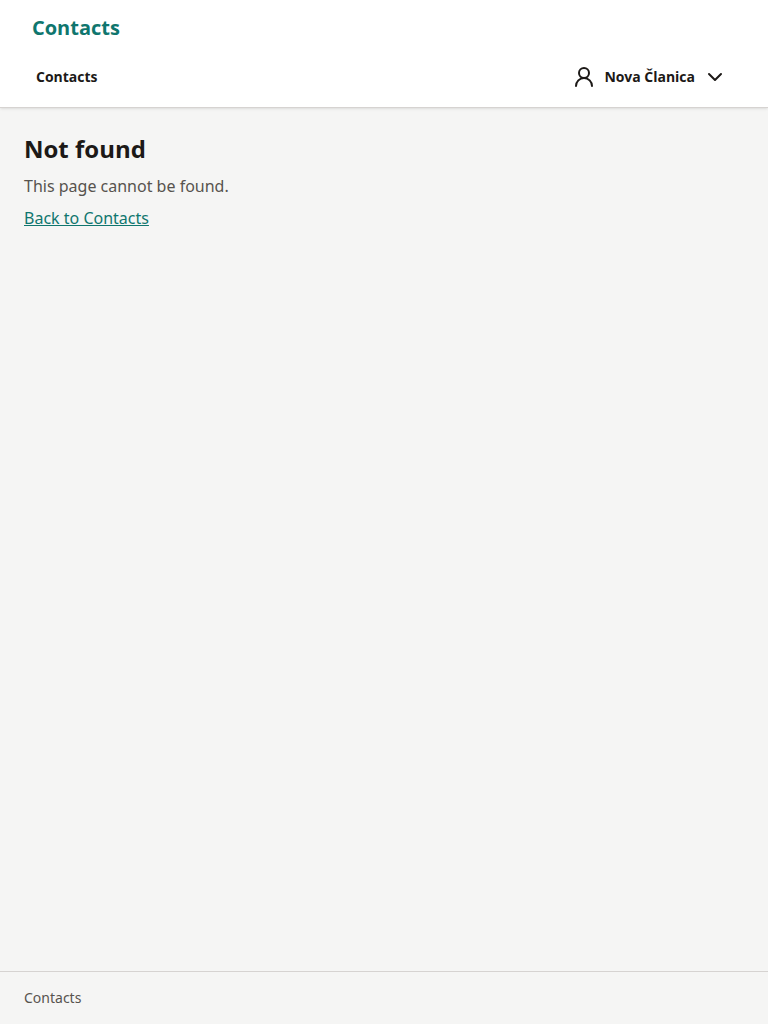 Contacts
Contacts
Nova Članica
Not found
This page cannot be found.
Back to Contacts
Contacts